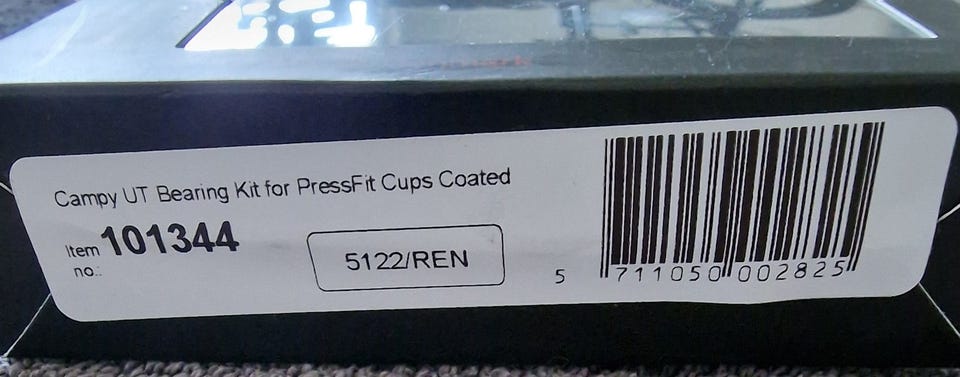 Campy UT Bearing Kit for PressFit Cups Coated
Item no.: 101344
5122/REN
5 711050 002825